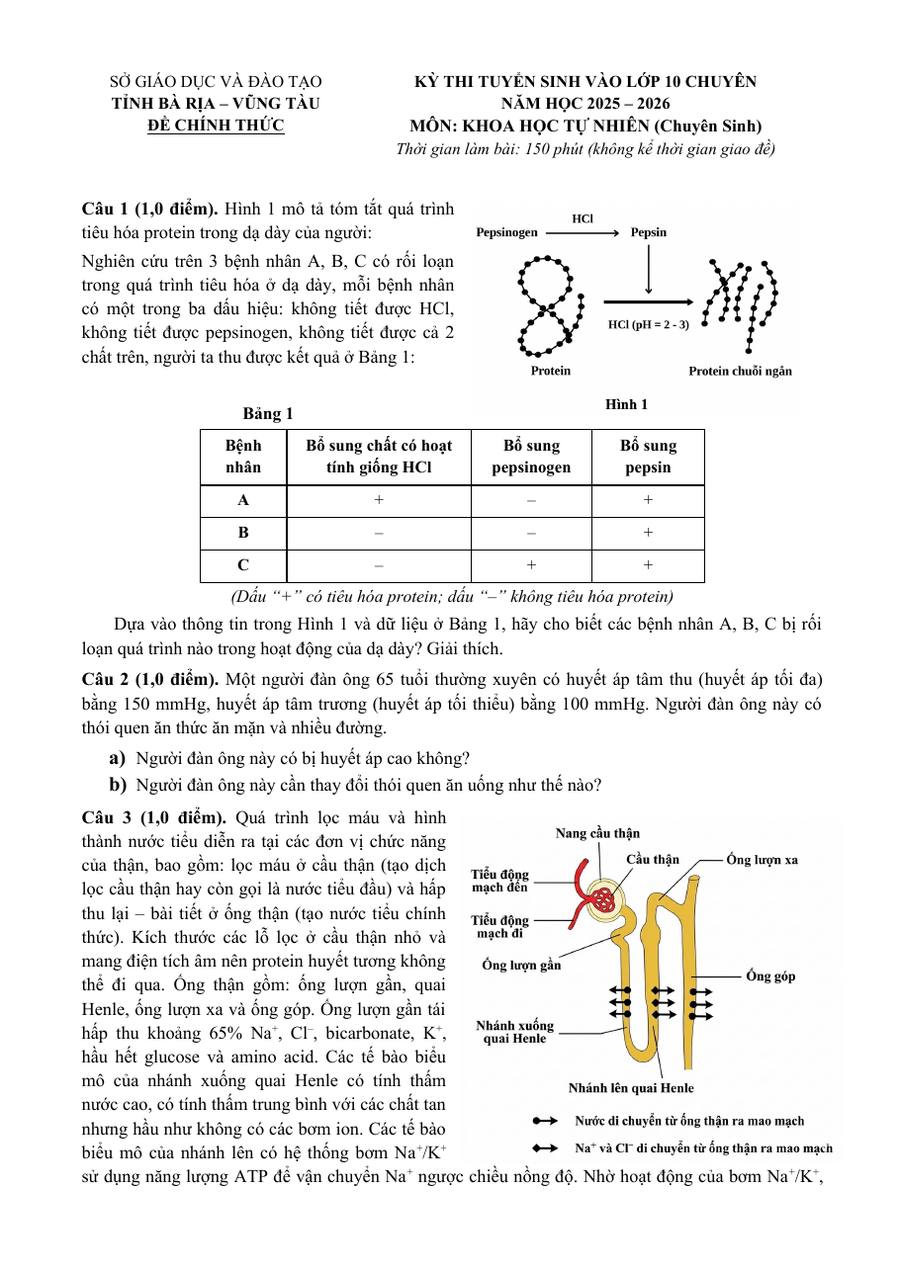 SỞ GIÁO DỤC VÀ ĐÀO TẠO
TỈNH BÀ RỊA – VŨNG TÀU
ĐỀ CHÍNH THỨC
KỲ THI TUYỂN SINH VÀO LỚP 10 CHUYÊN
NĂM HỌC 2025 – 2026
MÔN: KHOA HỌC TỰ NHIÊN (Chuyên Sinh)
Thời gian làm bài: 150 phút (không kể thời gian giao đề)
Câu 1 (1,0 điểm). Hình 1 mô tả tóm tắt quá trình
tiêu hóa protein trong dạ dày của người:
Nghiên cứu trên 3 bệnh nhân A, B, C có rối loạn
trong quá trình tiêu hóa ở dạ dày, mỗi bệnh nhân
có một trong ba dấu hiệu: không tiết được HCl,
không tiết được pepsinogen, không tiết được cả 2
chất trên, người ta thu được kết quả ở Bảng 1:
HCl
Pepsinogen
Pepsin
HCl (pH = 2 - 3)
Protein
Protein chuỗi ngắn
Hình 1
Bảng 1
Bệnh nhân
Bổ sung chất có hoạt tính giống HCl
Bổ sung pepsinogen
Bổ sung pepsin
A + – +
B – – +
C – + +
(Dấu “+” có tiêu hóa protein; dấu “–” không tiêu hóa protein)
Dựa vào thông tin trong Hình 1 và dữ liệu ở Bảng 1, hãy cho biết các bệnh nhân A, B, C bị rối
loạn quá trình nào trong hoạt động của dạ dày? Giải thích.
Câu 2 (1,0 điểm). Một người đàn ông 65 tuổi thường xuyên có huyết áp tâm thu (huyết áp tối đa)
bằng 150 mmHg, huyết áp tâm trương (huyết áp tối thiểu) bằng 100 mmHg. Người đàn ông này có
thói quen ăn thức ăn mặn và nhiều đường.
a) Người đàn ông này có bị huyết áp cao không?
b) Người đàn ông này cần thay đổi thói quen ăn uống như thế nào?
Câu 3 (1,0 điểm). Quá trình lọc máu và hình
thành nước tiểu diễn ra tại các đơn vị chức năng
của thận, bao gồm: lọc máu ở cầu thận (tạo dịch
lọc cầu thận hay còn gọi là nước tiểu đầu) và hấp
thu lại – bài tiết ở ống thận (tạo nước tiểu chính
thức). Kích thước các lỗ lọc ở cầu thận nhỏ và
mang điện tích âm nên protein huyết tương không
thể đi qua. Ống thận gồm: ống lượn gần, quai
Henle, ống lượn xa và ống góp. Ống lượn gần tái
hấp thu khoảng 65% Na⁺, Cl⁻, bicarbonate, K⁺,
hầu hết glucose và amino acid. Các tế bào biểu
mô của nhánh xuống quai Henle có tính thấm
nước cao, có tính thấm trung bình với các chất tan
nhưng hầu như không có các bơm ion. Các tế bào
biểu mô của nhánh lên có hệ thống bơm Na⁺/K⁺
sử dụng năng lượng ATP để vận chuyển Na⁺ ngược chiều nồng độ. Nhờ hoạt động của bơm Na⁺/K⁺,
Nang cầu thận
Cầu thận
Ống lượn xa
Tiểu động
mạch đến
Tiểu động
mạch đi
Ống lượn gần
Ống góp
Nhánh xuống
quai Henle
Nhánh lên quai Henle
Nước di chuyển từ ống thận ra mao mạch
Na⁺ và Cl⁻ di chuyển từ ống thận ra mao mạch